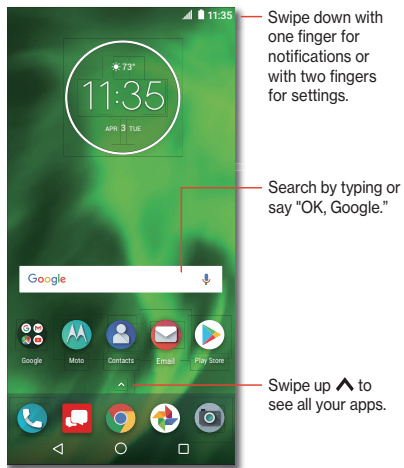 11:35
Swipe down with
one finger for
notifications or
with two fingers
for settings.
73°
11:35
APR 3 TUE
Search by typing or
say "OK, Google."
Google
Google Moto Contacts Email Play Store
Swipe up ^ to
see all your apps.